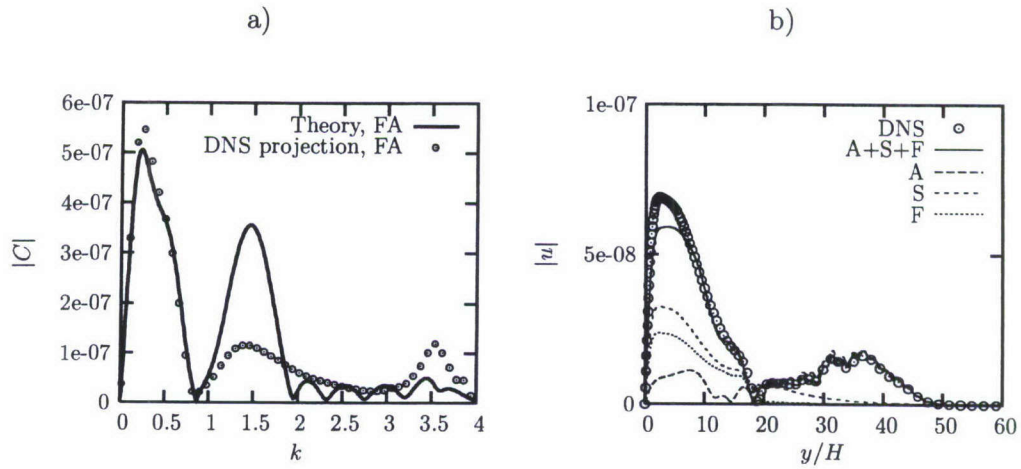 a)
6e-07
5e-07
4e-07
3e-07
2e-07
1e-07
0
|C|
Theory, FA
DNS projection, FA
0 0.5 1 1.5 2 2.5 3 3.5 4
k
b)
1e-07
5e-08
0
|u|
DNS
A+S+F
A
S
F
0 10 20 30 40 50 60
y/H